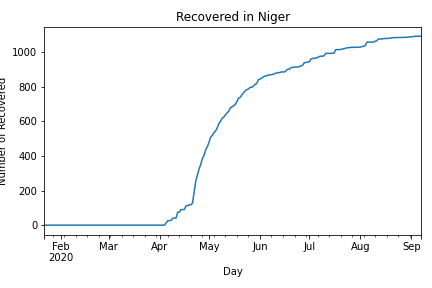 Recovered in Niger
Number of Recovered
1000
800
600
400
200
0
Feb Mar Apr May Jun Jul Aug Sep
2020
Day